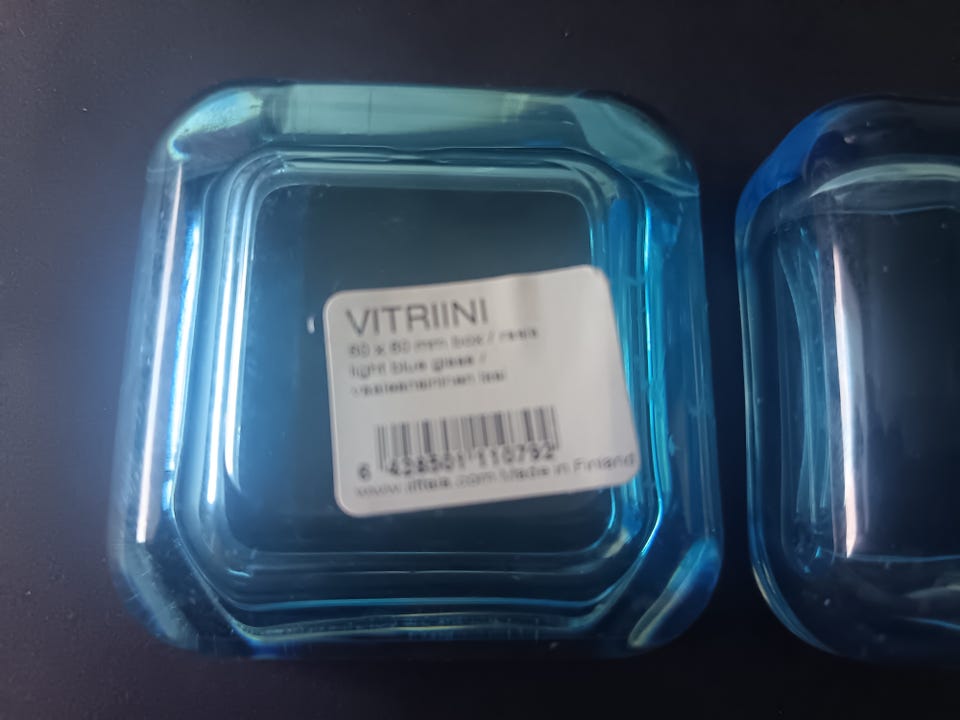 VITRIINI
60 x 60 mm box / rasia
light blue glass /
vaaleansininen lasi
6 428501 110792
www.iittala.com Made in Finland